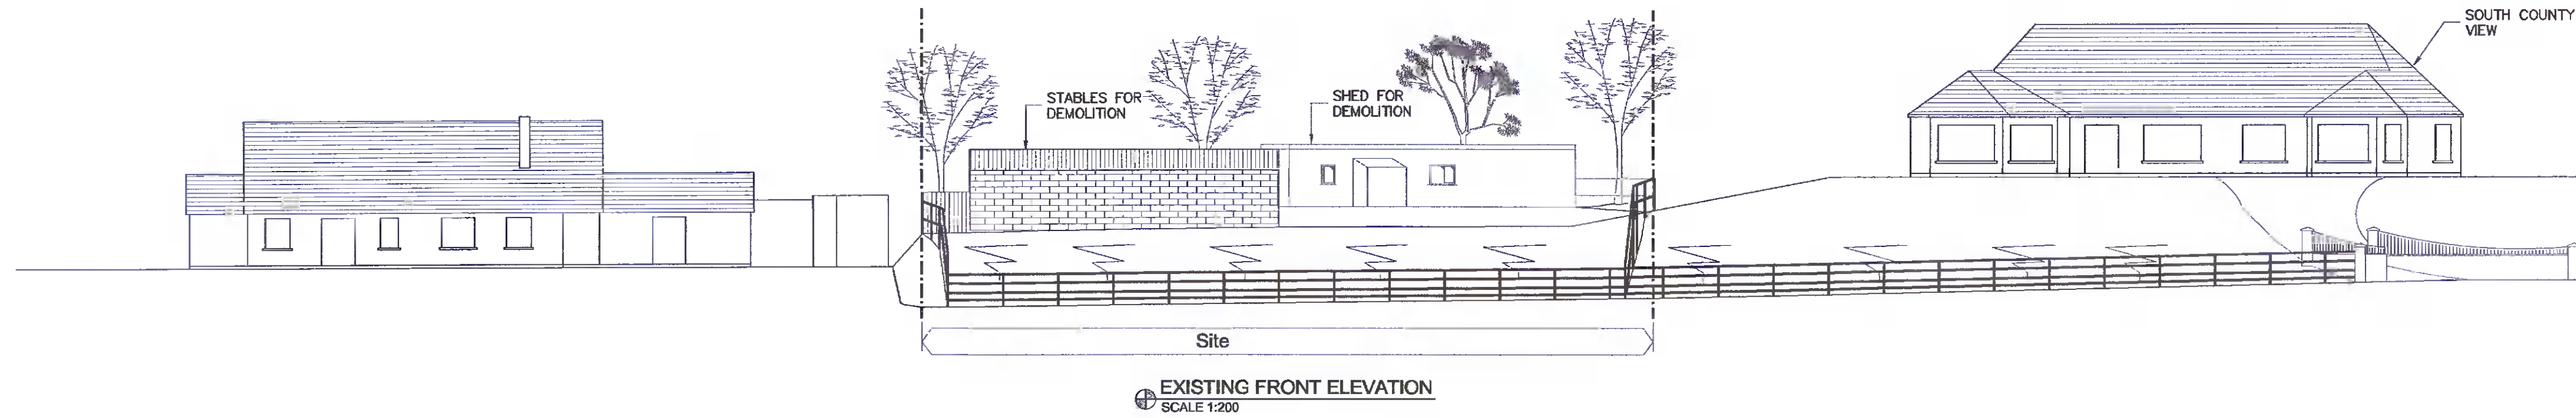 SOUTH COUNTY
VIEW
STABLES FOR
DEMOLITION
SHED FOR
DEMOLITION
Site
EXISTING FRONT ELEVATION
SCALE 1:200